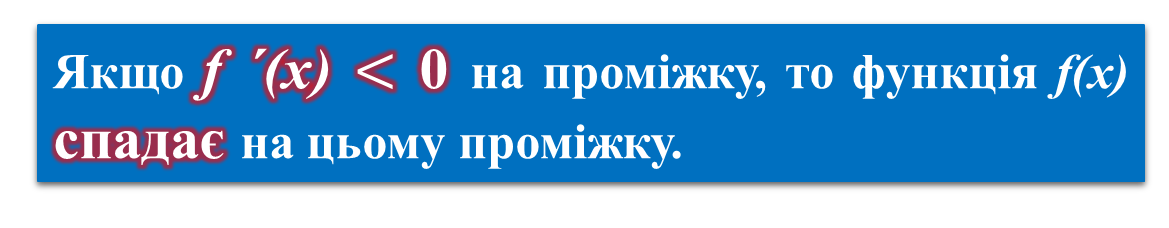 Якщо f ´(x) < 0 на проміжку, то функція f(x)
спадає на цьому проміжку.